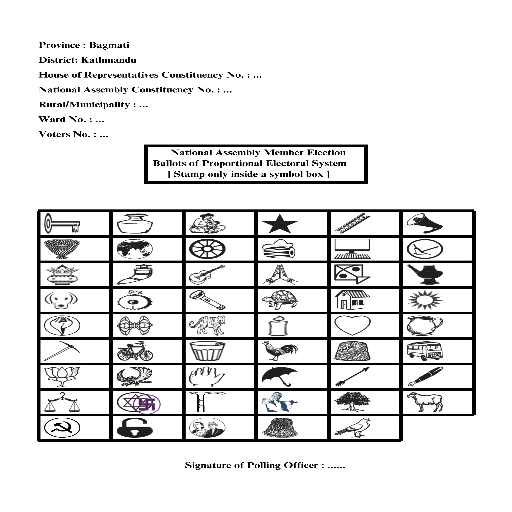 Province : Bagmati
District: Kathmandu
House of Representatives Constituency No. : ...
National Assembly Constituency No. : ...
Rural/Municipality : ...
Ward No. : ...
Voters No. : ...
National Assembly Member Election
Ballots of Proportional Electoral System
[ Stamp only inside a symbol box ]
Signature of Polling Officer : ......